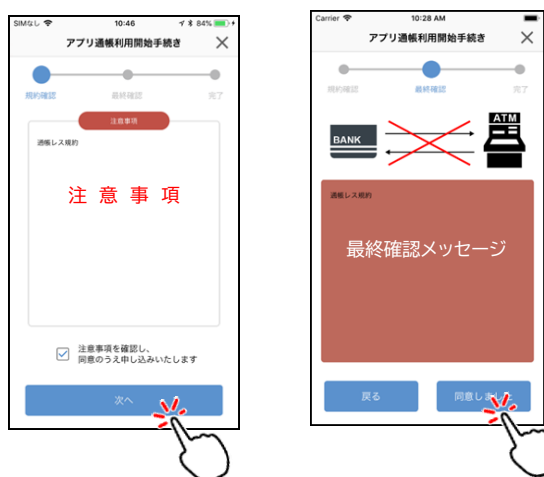 SIMなし 10:46 84%
アプリ通帳利用開始手続き
規約確認 最終確認 完了
注意事項
通帳レス規約
注意事項
注意事項を確認し、
同意のうえ申し込みいたします
次へ
Carrier 10:28 AM
アプリ通帳利用開始手続き
規約確認 最終確認 完了
BANK
ATM
通帳レス規約
最終確認メッセージ
戻る
同意しました